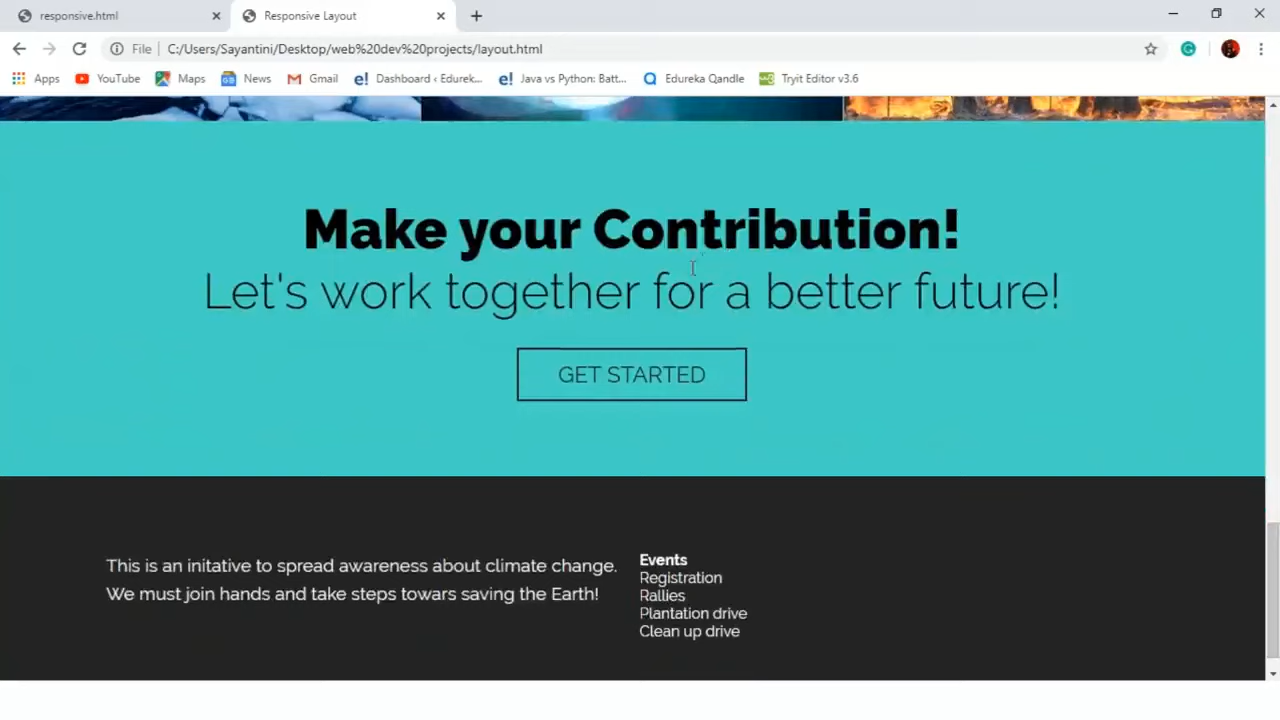 responsive.html
Responsive Layout
File C:/Users/Sayantini/Desktop/web%20dev%20projects/layout.html
Apps YouTube Maps News Gmail Dashboard ‹ Edurek... Java vs Python: Batt... Edureka Qandle Tryit Editor v3.6
Make your Contribution!
Let's work together for a better future!
GET STARTED
This is an initative to spread awareness about climate change.
We must join hands and take steps towars saving the Earth!
Events
Registration
Rallies
Plantation drive
Clean up drive